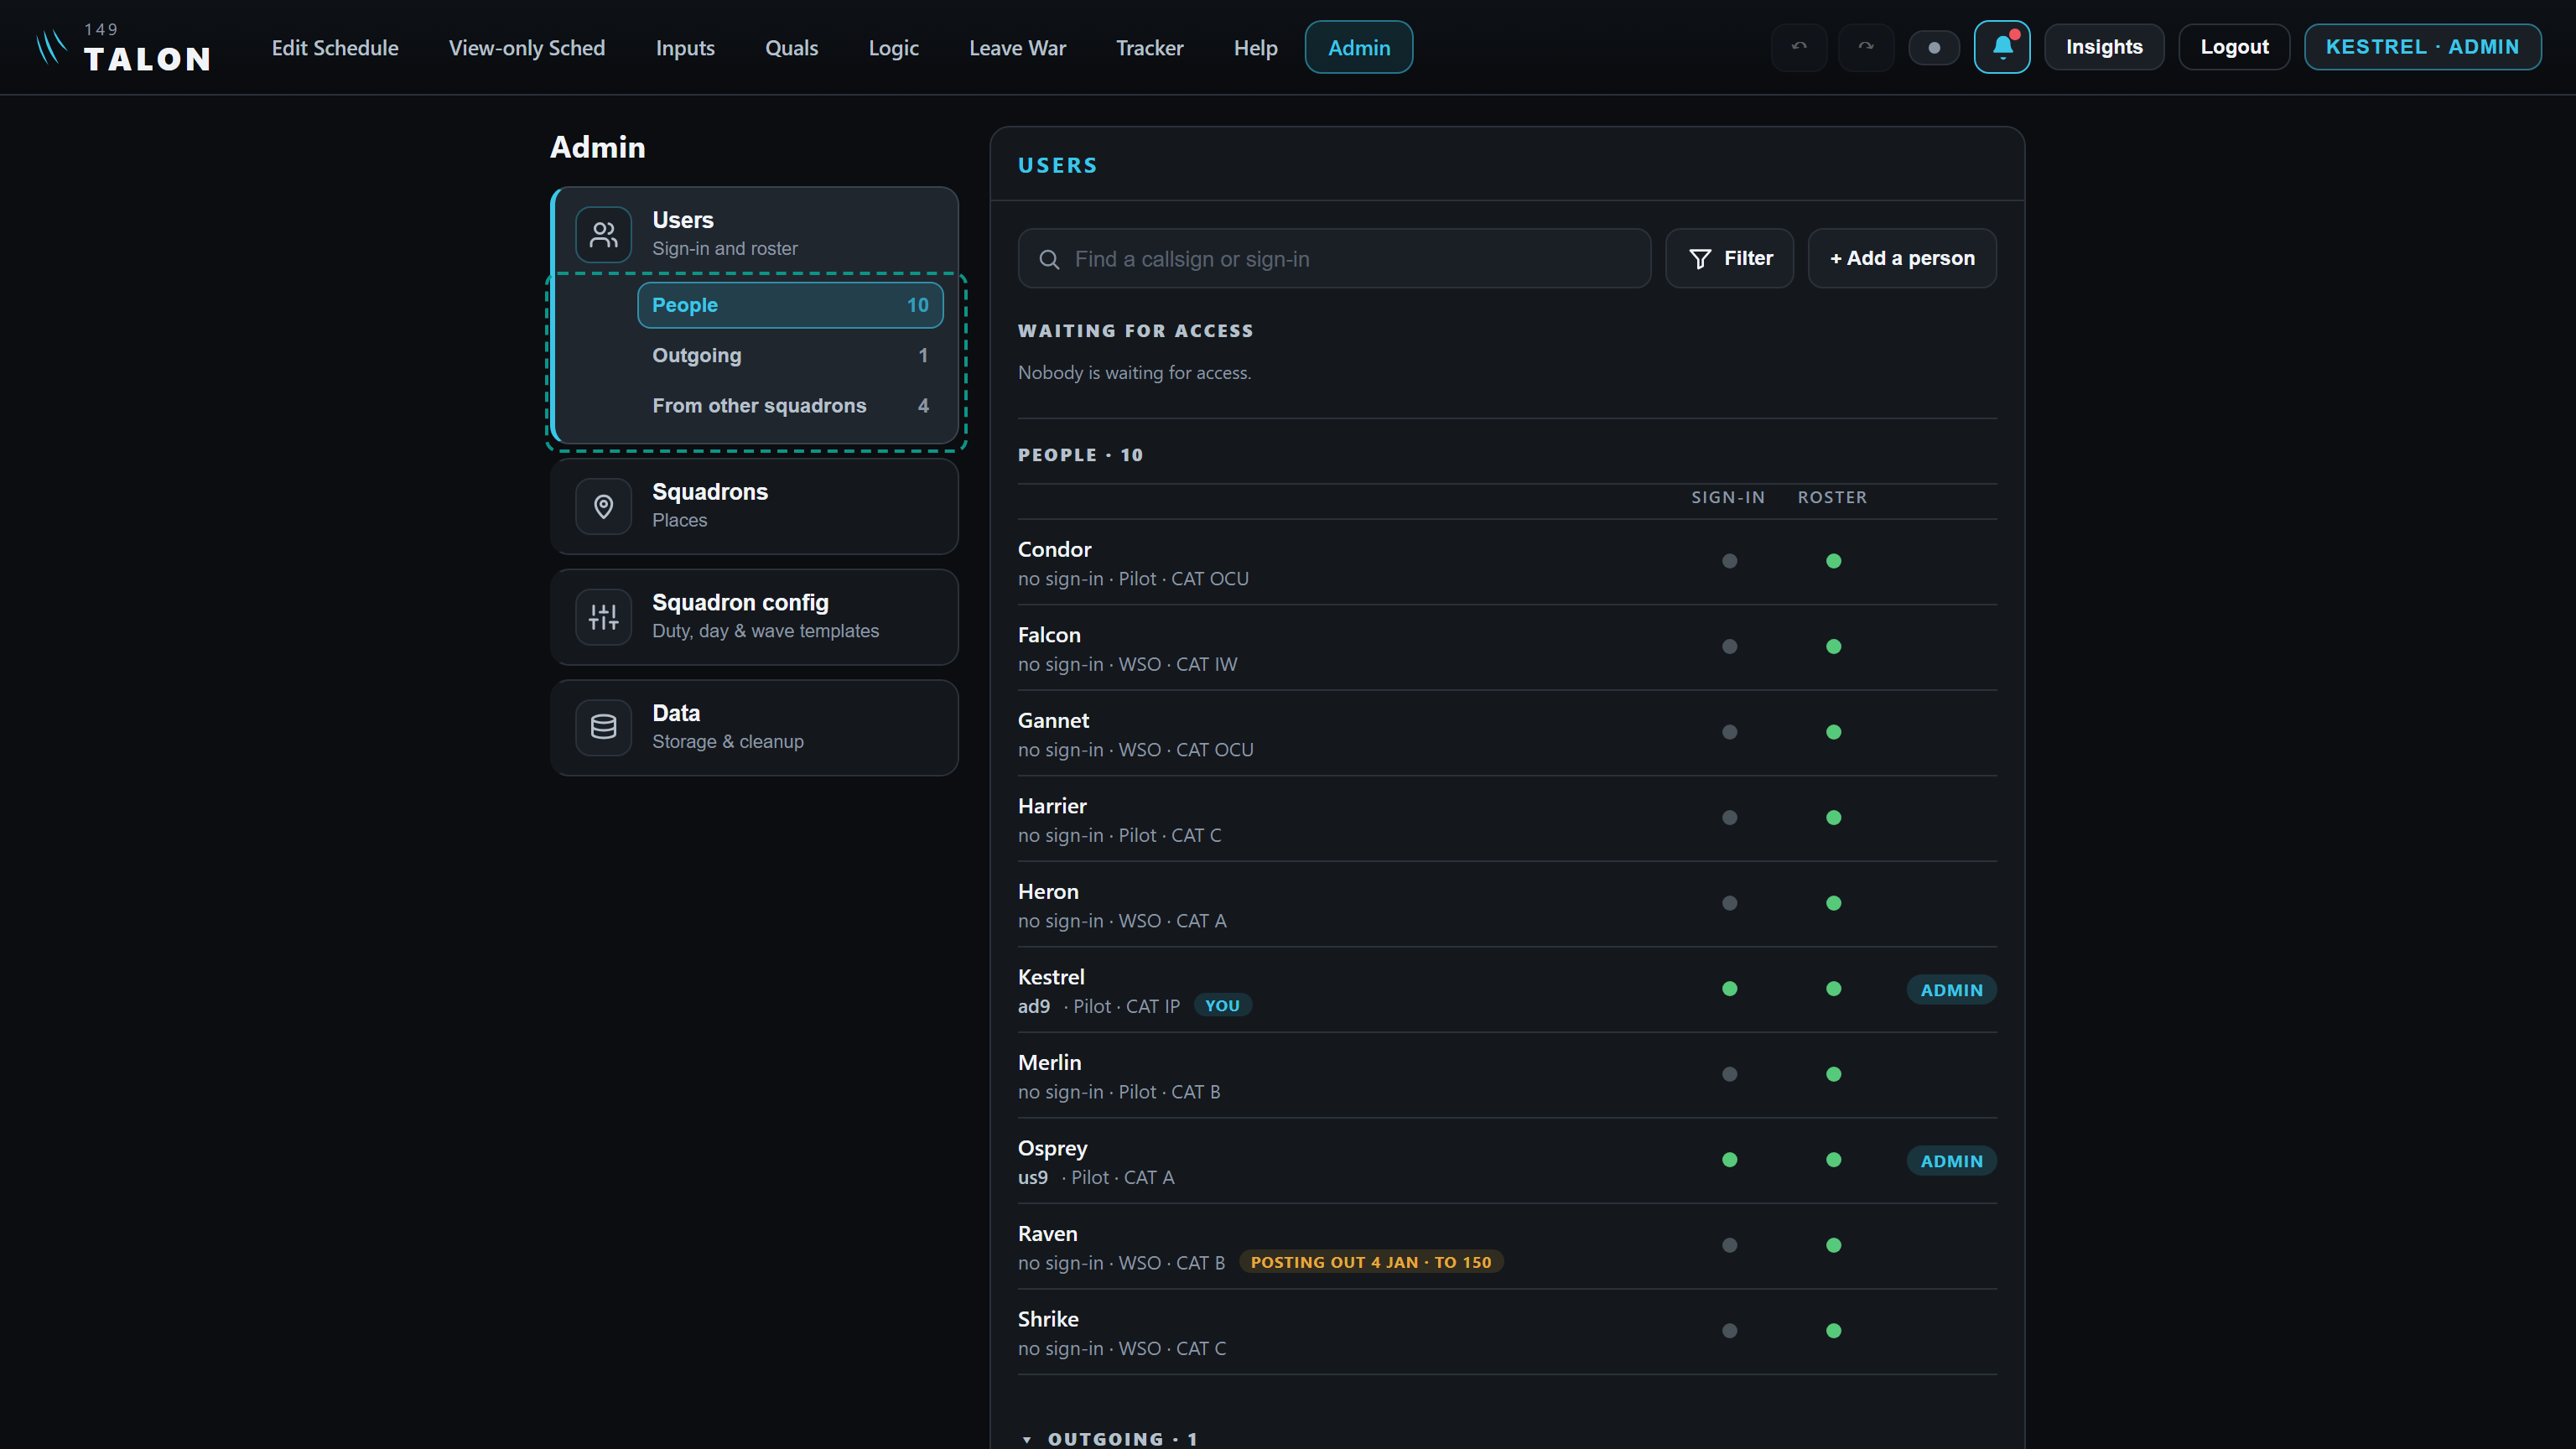 149
TALON
Edit Schedule
View-only Sched
Inputs
Quals
Logic
Leave War
Tracker
Help
Admin
Insights
Logout
KESTREL · ADMIN
Admin
Users
Sign-in and roster
People 10
Outgoing 1
From other squadrons 4
Squadrons
Places
Squadron config
Duty, day & wave templates
Data
Storage & cleanup
USERS
Find a callsign or sign-in
Filter
+ Add a person
WAITING FOR ACCESS
Nobody is waiting for access.
PEOPLE · 10
SIGN-IN ROSTER
Condor
no sign-in · Pilot · CAT OCU
Falcon
no sign-in · WSO · CAT IW
Gannet
no sign-in · WSO · CAT OCU
Harrier
no sign-in · Pilot · CAT C
Heron
no sign-in · WSO · CAT A
Kestrel
ad9 · Pilot · CAT IP YOU
ADMIN
Merlin
no sign-in · Pilot · CAT B
Osprey
us9 · Pilot · CAT A
ADMIN
Raven
no sign-in · WSO · CAT B POSTING OUT 4 JAN · TO 150
Shrike
no sign-in · WSO · CAT C
OUTGOING · 1